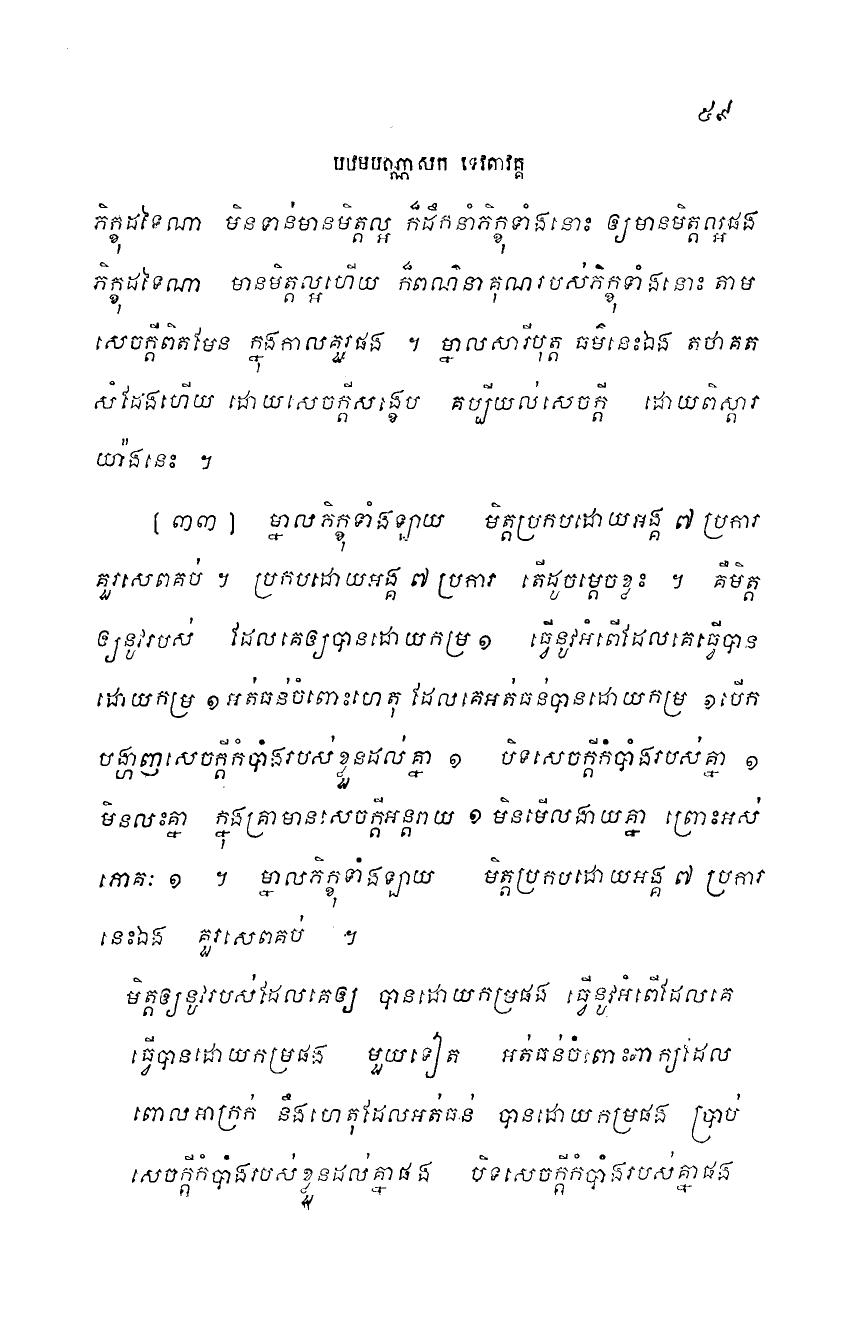 ៥៩
បឋមបណ្ណាសក ទេវតាវគ្គ
ភិក្ខុដទៃណា មិនទាន់មានមិត្តល្អ ក៏ដឹកនាំភិក្ខុទាំងនោះ ឲ្យមានមិត្តល្អផង
ភិក្ខុដទៃណា មានមិត្តល្អហើយ ក៏ពណ៌នាគុណរបស់ភិក្ខុទាំងនោះ តាម
សេចក្តីពិតមែន ក្នុងកាលគួរផង ។ ម្នាលសារីបុត្ត ធម៌នេះឯង តថាគត
សំដែងហើយ ដោយសេចក្តីសង្ខេប គប្បីយល់សេចក្តី ដោយពិស្តារ
យ៉ាងនេះ ។
[ ៣៣ ] ម្នាលភិក្ខុទាំងឡាយ មិត្តប្រកបដោយអង្គ ៧ ប្រការ
គួរសេពគប់ ។ ប្រកបដោយអង្គ ៧ ប្រការ តើដូចម្តេចខ្លះ ។ គឺមិត្ត
ឲ្យនូវរបស់ ដែលគេឲ្យបានដោយកម្រ ១ ធ្វើនូវអំពើដែលគេធ្វើបាន
ដោយកម្រ ១ អត់ធន់ចំពោះហេតុ ដែលគេអត់ធន់បានដោយកម្រ ១ បើក
បង្ហាញសេចក្តីកំបាំងរបស់ខ្លួនដល់គ្នា ១ បិទសេចក្តីកំបាំងរបស់គ្នា ១
មិនលះគ្នា ក្នុងគ្រាមានសេចក្តីអន្តរាយ ១ មិនមើលងាយគ្នា ព្រោះអស់
ភោគៈ ១ ។ ម្នាលភិក្ខុទាំងឡាយ មិត្តប្រកបដោយអង្គ ៧ ប្រការ
នេះឯង គួរសេពគប់ ។
មិត្តឲ្យនូវរបស់ដែលគេឲ្យ បានដោយកម្រផង ធ្វើនូវអំពើដែលគេ
ធ្វើបានដោយកម្រផង មួយទៀត អត់ធន់ចំពោះពាក្យដែល
ពោលអាក្រក់ នឹងហេតុដែលអត់ធន់ បានដោយកម្រផង ប្រាប់
សេចក្តីកំបាំងរបស់ខ្លួនដល់គ្នាផង បិទសេចក្តីកំបាំងរបស់គ្នាផង